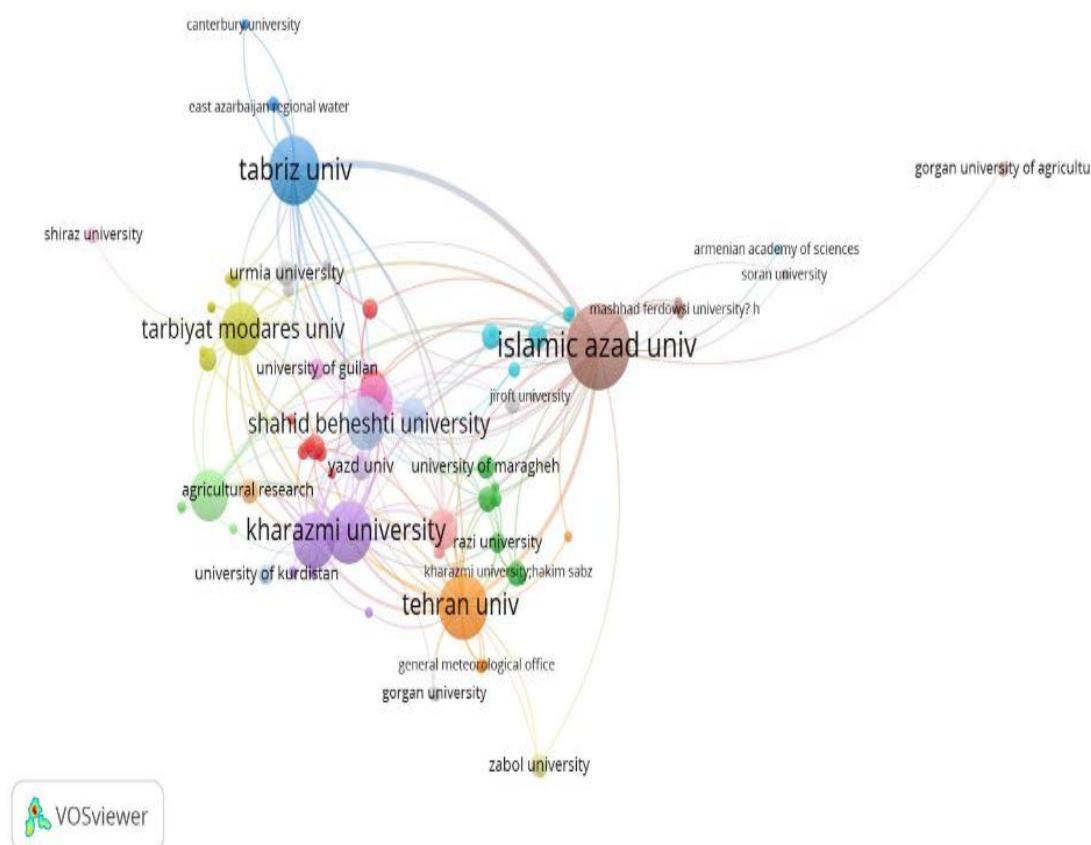 canterbury university
east azarbaijan regional water
tabriz univ
gorgan university of agricultu
shiraz university
armenian academy of sciences
urmia university
soran university
mashhad ferdowsi university? h
tarbiyat modares univ
islamic azad univ
university of guilan
jiroft university
shahid beheshti university
yazd univ
university of maragheh
agricultural research
kharazmi university
razi university
university of kurdistan
kharazmi university;hakim sabz
tehran univ
general meteorological office
gorgan university
zabol university
VOSviewer